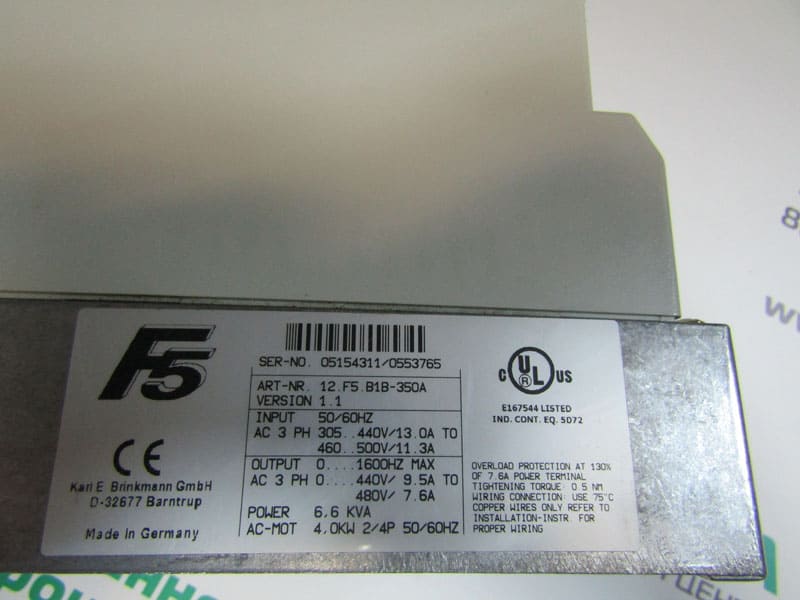 F5
SER-NO. 05154311/0553765
ART-NR. 12.F5.B1B-350A
VERSION 1.1
INPUT 50/60HZ
AC 3 PH 305..440V/13.0A TO
460..500V/11.3A
OUTPUT 0....1600HZ MAX
AC 3 PH 0...440V/ 9.5A TO
480V/ 7.6A
POWER 6,6 KVA
AC-MOT 4,0KW 2/4P 50/60HZ
CE
Karl E. Brinkmann GmbH
D-32677 Barntrup
Made in Germany
C UL US
®
E167544 LISTED
IND. CONT. EQ. 5D72
OVERLOAD PROTECTION AT 130%
OF 7.6A POWER TERMINAL
TIGHTENING TORQUE: 0.5 NM
WIRING CONNECTION: USE 75°C
COPPER WIRES ONLY REFER TO
INSTALLATION-INSTR. FOR
PROPER WIRING